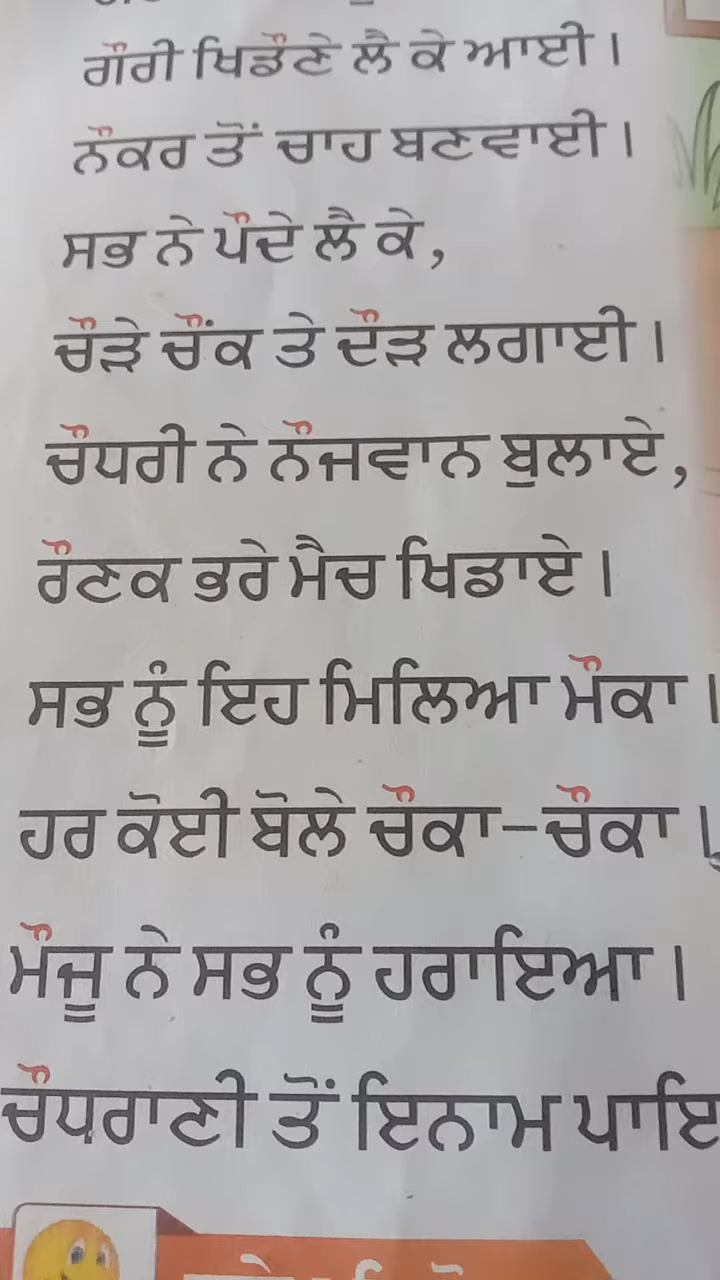 ਗੌਰੀ ਖਿਡੌਣੇ ਲੈ ਕੇ ਆਈ।
ਨੌਕਰ ਤੋਂ ਚਾਹ ਬਣਵਾਈ।
ਸਭ ਨੇ ਪੌਦੇ ਲੈ ਕੇ,
ਚੌੜੇ ਚੌਂਕ ਤੇ ਦੌੜ ਲਗਾਈ।
ਚੌਧਰੀ ਨੇ ਨੌਜਵਾਨ ਬੁਲਾਏ,
ਰੌਣਕ ਭਰੇ ਮੈਚ ਖਿਡਾਏ।
ਸਭ ਨੂੰ ਇਹ ਮਿਲਿਆ ਮੌਕਾ।
ਹਰ ਕੋਈ ਬੋਲੇ ਚੌਕਾ-ਚੌਕਾ।
ਮੌਜੂ ਨੇ ਸਭ ਨੂੰ ਹਰਾਇਆ।
ਚੌਧਰਾਣੀ ਤੋਂ ਇਨਾਮ ਪਾਇ